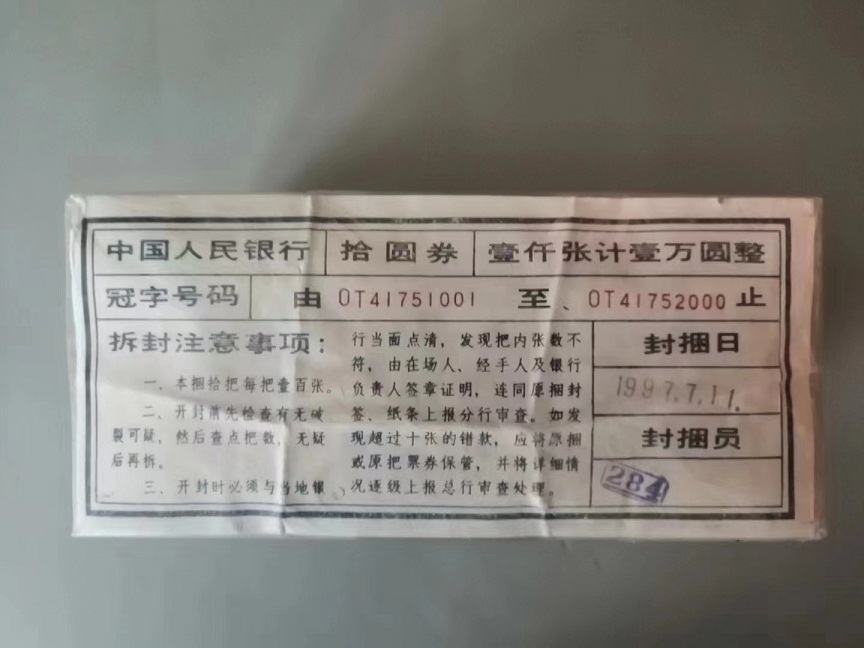 中国人民银行 拾圆券 壹仟张计壹万圆整
冠字号码 由 OT41751001 至、OT41752000 止
拆封注意事项：
一、本捆拾把每把壹百张。
二、开封前先检查有无破
裂可疑，然后查点把数，无疑
后再拆。
三、开封时必须与当地银
行当面点清，发现把内张数不
符，由在场人、经手人及银行
负责人签章证明，连同原捆封
签、纸条上报分行审查。如发
现超过十张的错款，应将原捆
或原把票券保管，并将详细情
况逐级上报总行审查处理。
封捆日
1997.7.11.
封捆员
284